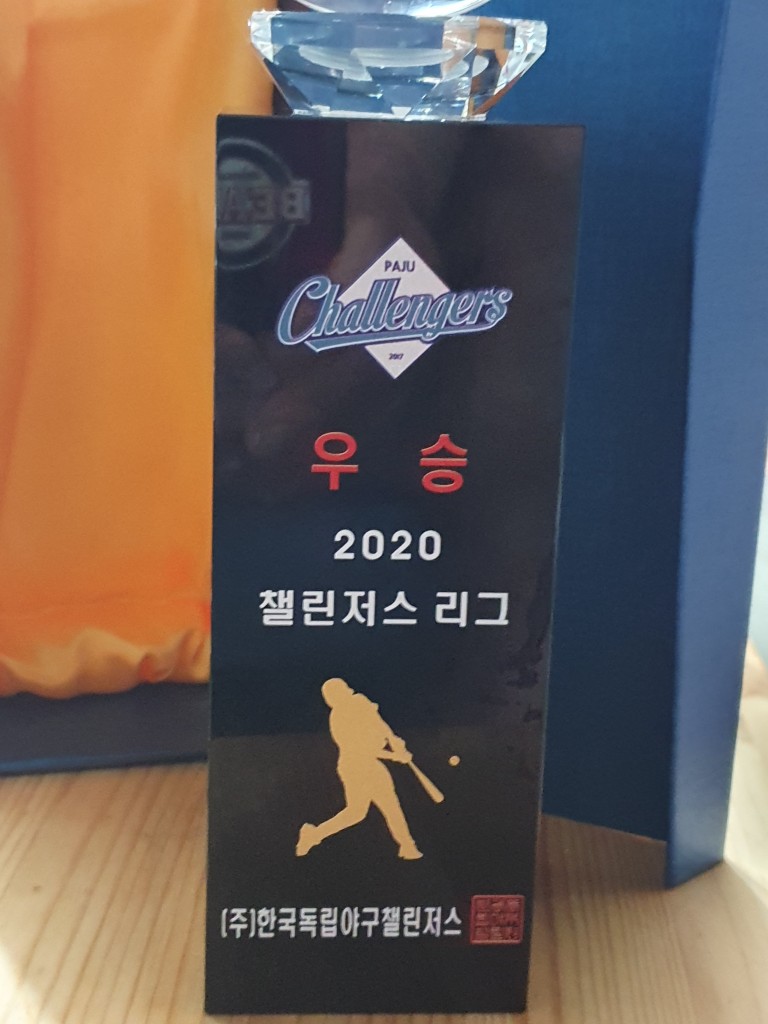 PAJU
Challengers
2017
우 승
2020
챌린저스 리그
(주)한국독립야구챌린저스